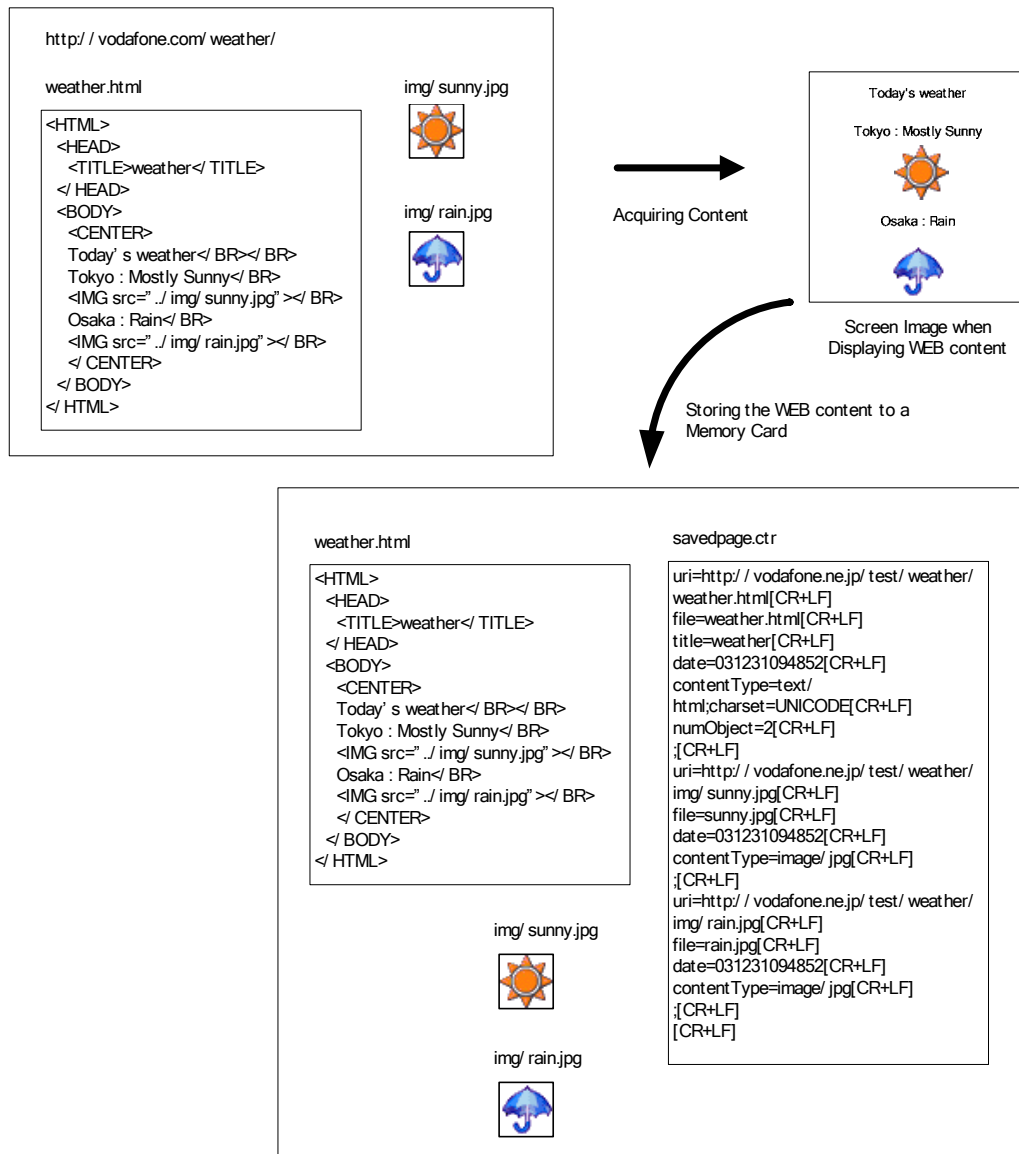 http://vodafone.com/weather/
weather.html
<HTML>
<HEAD>
<TITLE>weather</TITLE>
</HEAD>
<BODY>
<CENTER>
Today’s weather</BR></BR>
Tokyo : Mostly Sunny</BR>
<IMG src=”../img/sunny.jpg”></BR>
Osaka : Rain</BR>
<IMG src=”../img/rain.jpg”></BR>
</CENTER>
</BODY>
</HTML>
img/sunny.jpg
img/rain.jpg
Acquiring Content
Today's weather
Tokyo : Mostly Sunny
Osaka : Rain
Screen Image when
Displaying WEB content
Storing the WEB content to a
Memory Card
weather.html
<HTML>
<HEAD>
<TITLE>weather</TITLE>
</HEAD>
<BODY>
<CENTER>
Today’s weather</BR></BR>
Tokyo : Mostly Sunny</BR>
<IMG src=”../img/sunny.jpg”></BR>
Osaka : Rain</BR>
<IMG src=”../img/rain.jpg”></BR>
</CENTER>
</BODY>
</HTML>
img/sunny.jpg
img/rain.jpg
savedpage.ctr
uri=http://vodafone.ne.jp/test/weather/
weather.html[CR+LF]
file=weather.html[CR+LF]
title=weather[CR+LF]
date=031231094852[CR+LF]
contentType=text/
html;charset=UNICODE[CR+LF]
numObject=2[CR+LF]
;[CR+LF]
uri=http://vodafone.ne.jp/test/weather/
img/sunny.jpg[CR+LF]
file=sunny.jpg[CR+LF]
date=031231094852[CR+LF]
contentType=image/jpg[CR+LF]
;[CR+LF]
uri=http://vodafone.ne.jp/test/weather/
img/rain.jpg[CR+LF]
file=rain.jpg[CR+LF]
date=031231094852[CR+LF]
contentType=image/jpg[CR+LF]
;[CR+LF]
[CR+LF]